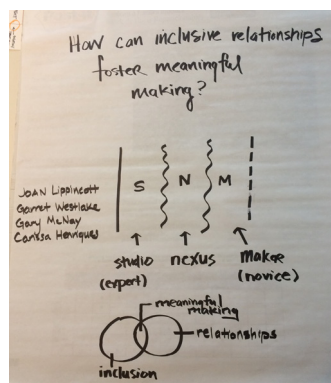 How can inclusive relationships
foster meaningful
making?
JOAN Lippincott
Garnet Westlake
Gary McNay
Carissa Henriques
S N M
studio nexus maker
(expert) (novice)
meaningful
making
relationships
inclusion